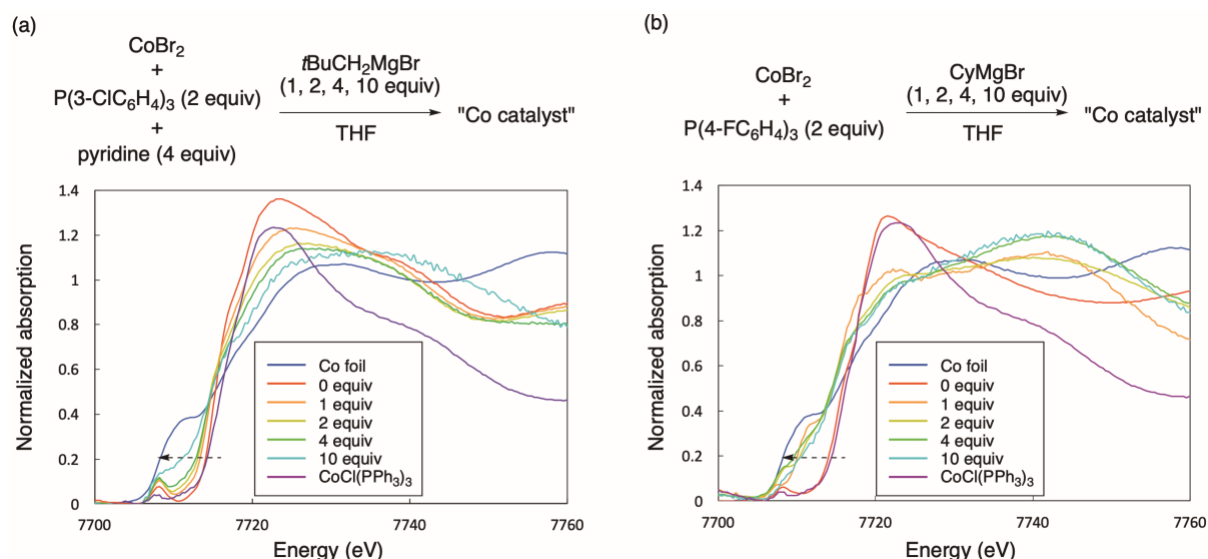 (a)
CoBr2
+
P(3-ClC6H4)3 (2 equiv)
+
pyridine (4 equiv)
tBuCH2MgBr
(1, 2, 4, 10 equiv)
THF
"Co catalyst"
1.4
1.2
1
0.8
0.6
0.4
0.2
0
Normalized absorption
Co foil
0 equiv
1 equiv
2 equiv
4 equiv
10 equiv
CoCl(PPh3)3
7700
7720
7740
7760
Energy (eV)
(b)
CoBr2
+
P(4-FC6H4)3 (2 equiv)
CyMgBr
(1, 2, 4, 10 equiv)
THF
"Co catalyst"
1.4
1.2
1
0.8
0.6
0.4
0.2
0
Normalized absorption
Co foil
0 equiv
1 equiv
2 equiv
4 equiv
10 equiv
CoCl(PPh3)3
7700
7720
7740
7760
Energy (eV)